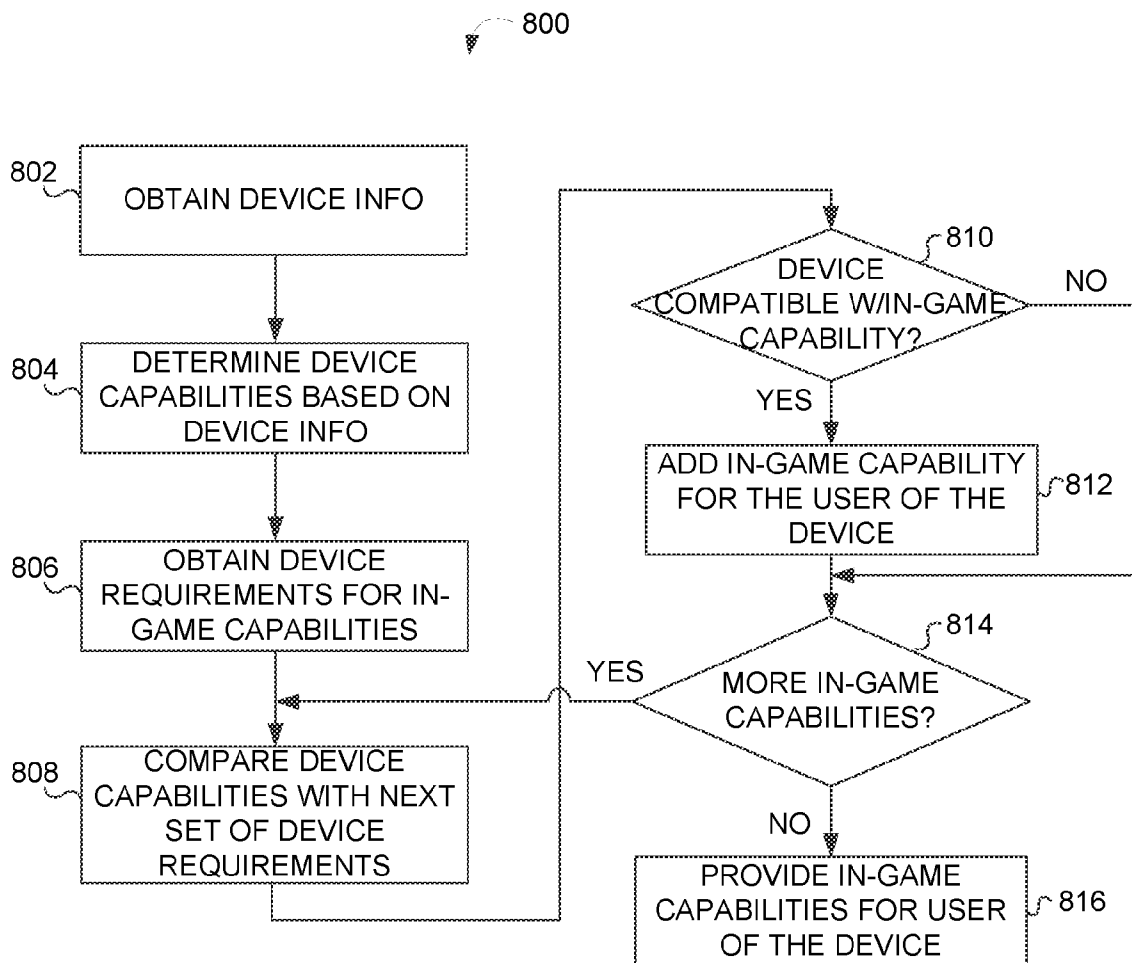 800
802
OBTAIN DEVICE INFO
804
DETERMINE DEVICE
CAPABILITIES BASED ON
DEVICE INFO
806
OBTAIN DEVICE
REQUIREMENTS FOR IN-
GAME CAPABILITIES
808
COMPARE DEVICE
CAPABILITIES WITH NEXT
SET OF DEVICE
REQUIREMENTS
810
DEVICE
COMPATIBLE W/IN-GAME
CAPABILITY?
NO
YES
ADD IN-GAME CAPABILITY
FOR THE USER OF THE
DEVICE
812
814
YES
MORE IN-GAME
CAPABILITIES?
NO
PROVIDE IN-GAME
CAPABILITIES FOR USER
OF THE DEVICE
816